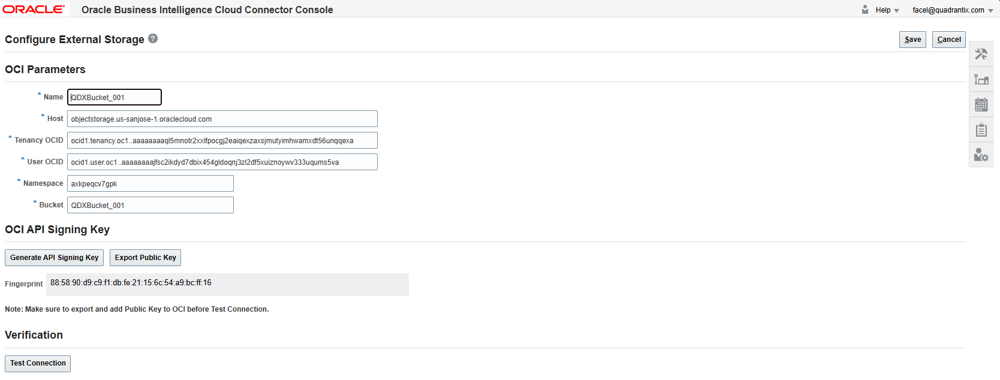 ORACLE Oracle Business Intelligence Cloud Connector Console Help facel@quadrantix.com
Configure External Storage ? Save Cancel
OCI Parameters
* Name QDXBucket_001
* Host objectstorage.us-sanjose-1.oraclecloud.com
* Tenancy OCID ocid1.tenancy.oc1..aaaaaaaaql5mnotr2xxlfpocgj2eaiqexzaxsjmutyimhwamxdt56unqqexa
* User OCID ocid1.user.oc1..aaaaaaaajfsc2ikdyd7dbix454gldoqnj3zl2df5xuiznoywv333uqums5va
* Namespace axkpeqcv7gpk
* Bucket QDXBucket_001
OCI API Signing Key
Generate API Signing Key Export Public Key
Fingerprint 88:58:90:d9:c9:f1:db:fe:21:15:6c:54:a9:bc:ff:16
Note: Make sure to export and add Public Key to OCI before Test Connection.
Verification
Test Connection